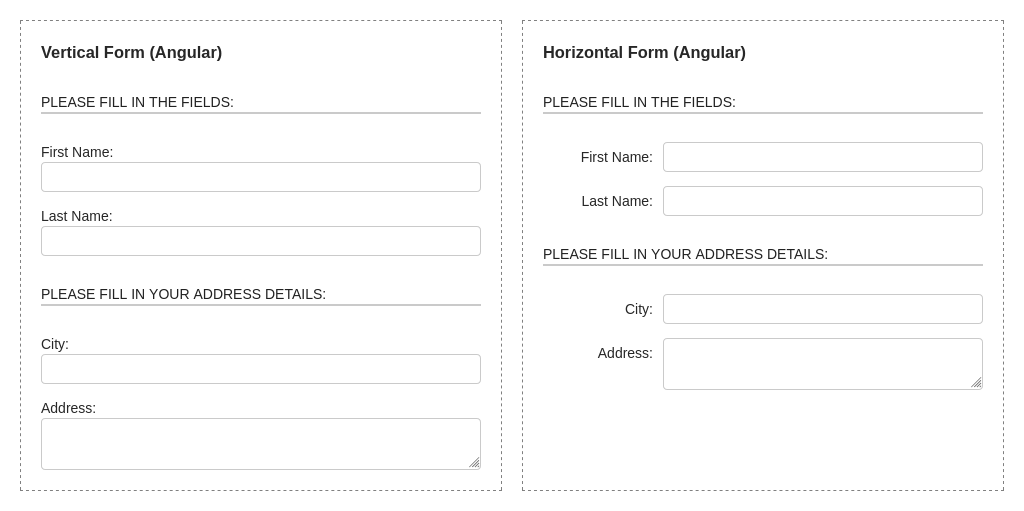 Vertical Form (Angular)
PLEASE FILL IN THE FIELDS:
First Name:
Last Name:
PLEASE FILL IN YOUR ADDRESS DETAILS:
City:
Address:
Horizontal Form (Angular)
PLEASE FILL IN THE FIELDS:
First Name:
Last Name:
PLEASE FILL IN YOUR ADDRESS DETAILS:
City:
Address: